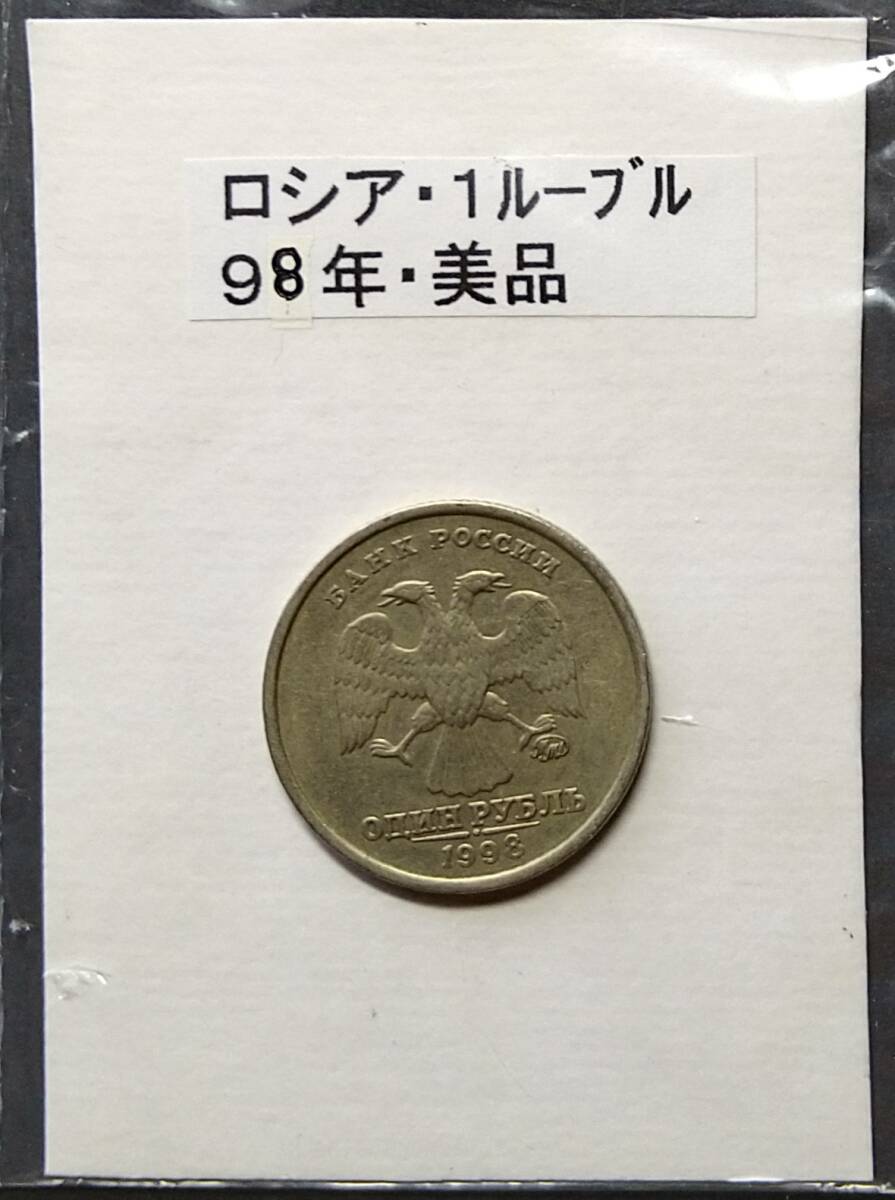 ロシア・1ルーブル
98年・美品
БАНК РОССИИ
ОДИН РУБЛЬ
1998